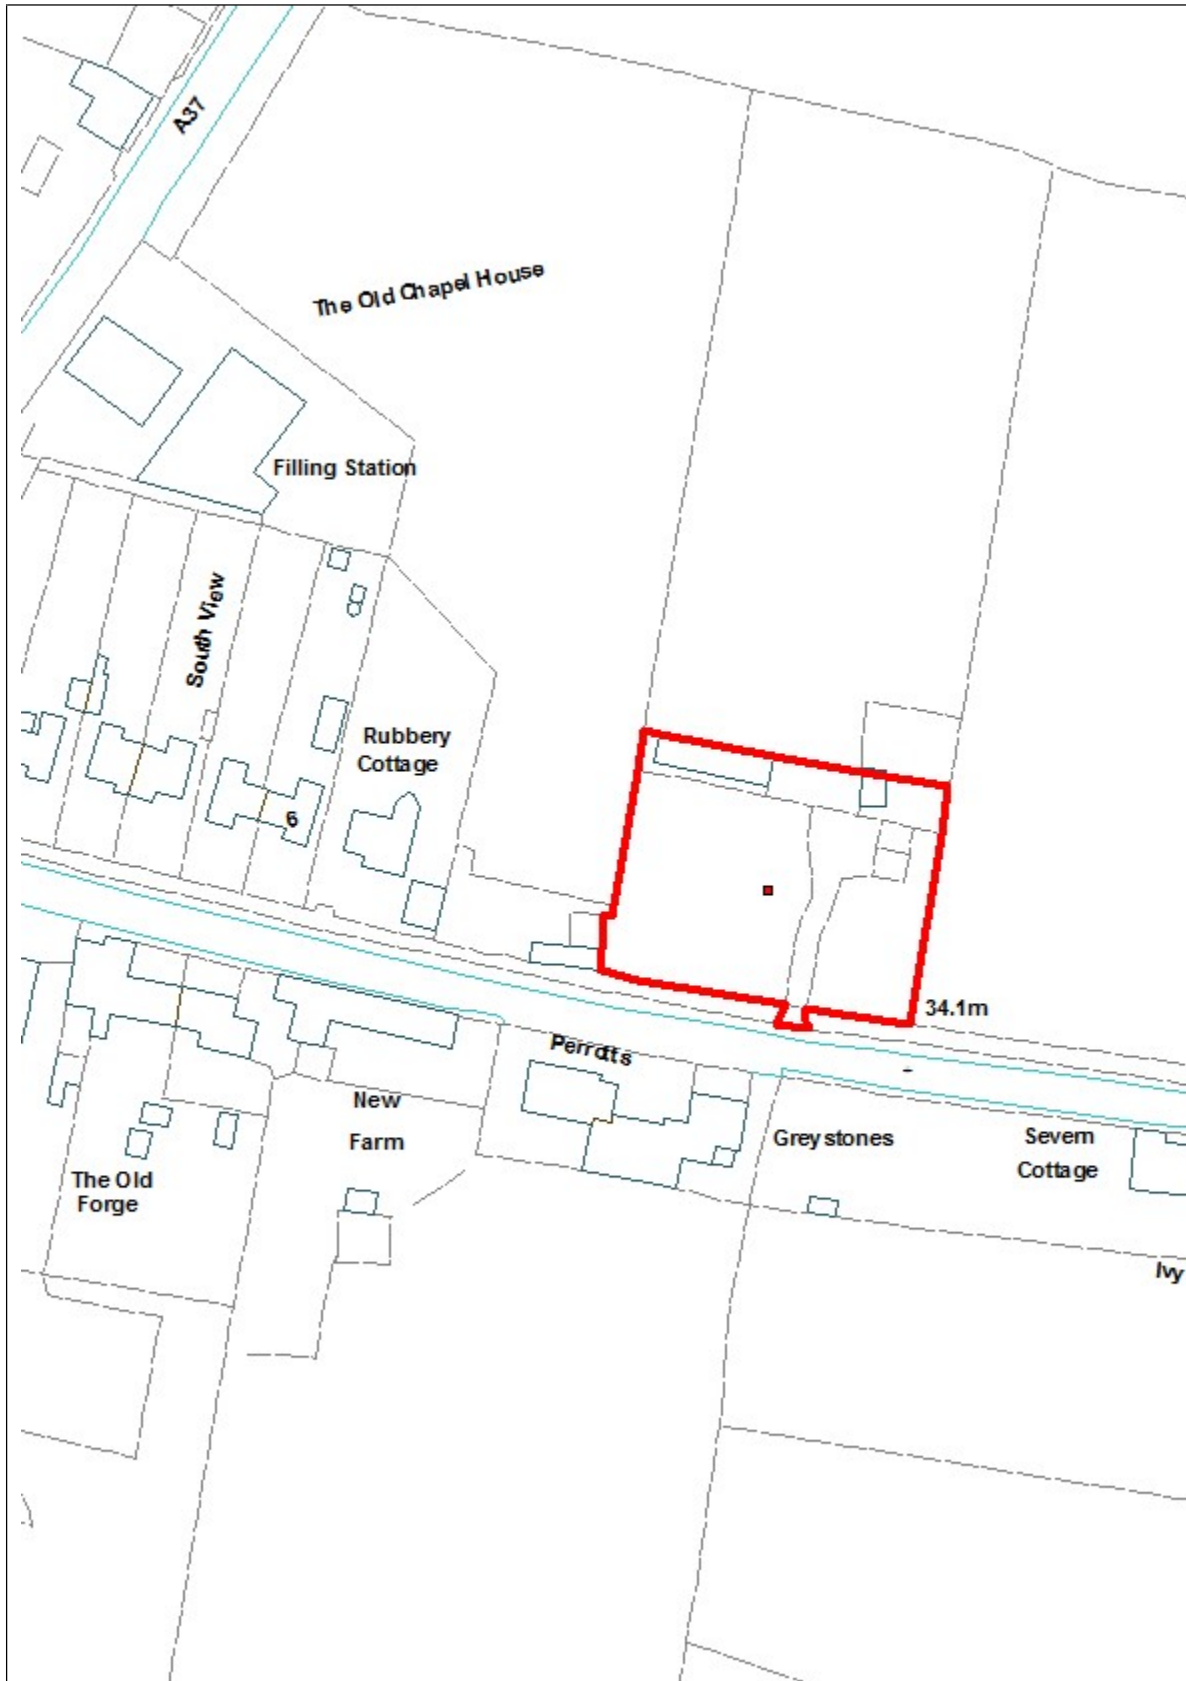 A37
The Old Chapel House
Filling Station
South View
Rubbery
Cottage
6
34.1m
Perrotts
New
Farm
Greystones
Severn
Cottage
The Old
Forge
Ivy